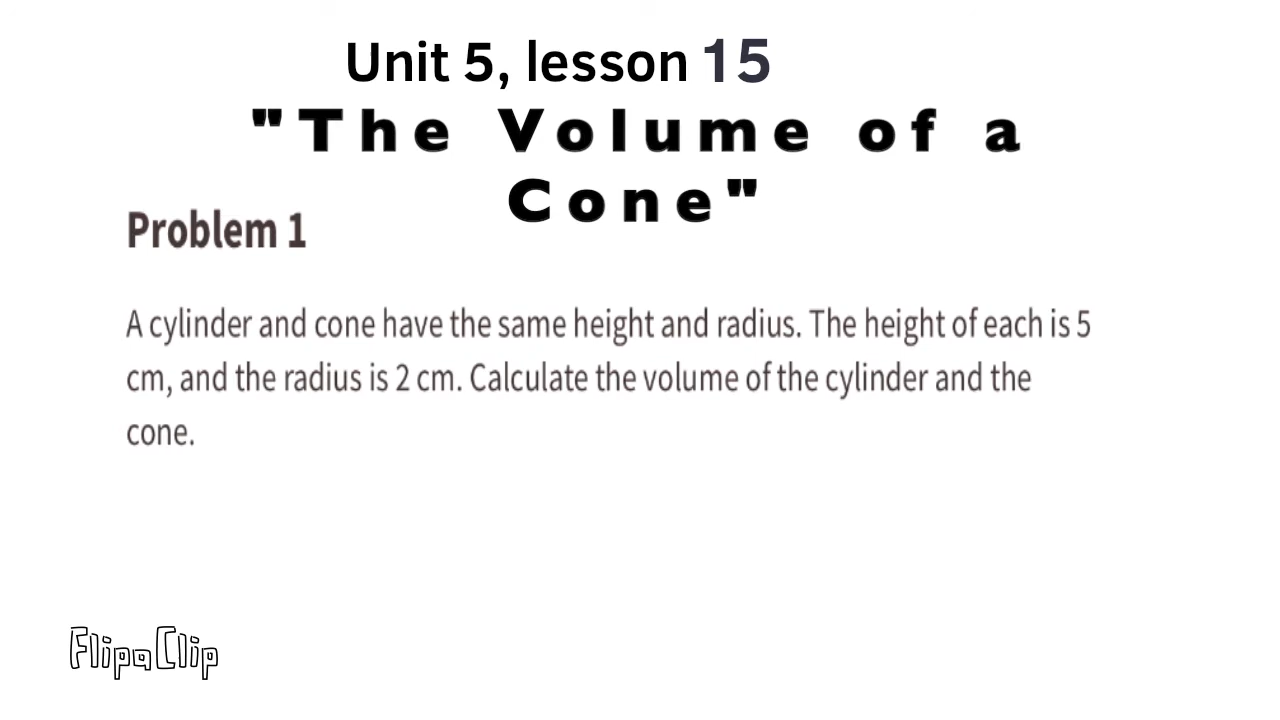 Unit 5, lesson 15
"The Volume of a
Cone"
Problem 1
A cylinder and cone have the same height and radius. The height of each is 5
cm, and the radius is 2 cm. Calculate the volume of the cylinder and the
cone.
FlipaClip